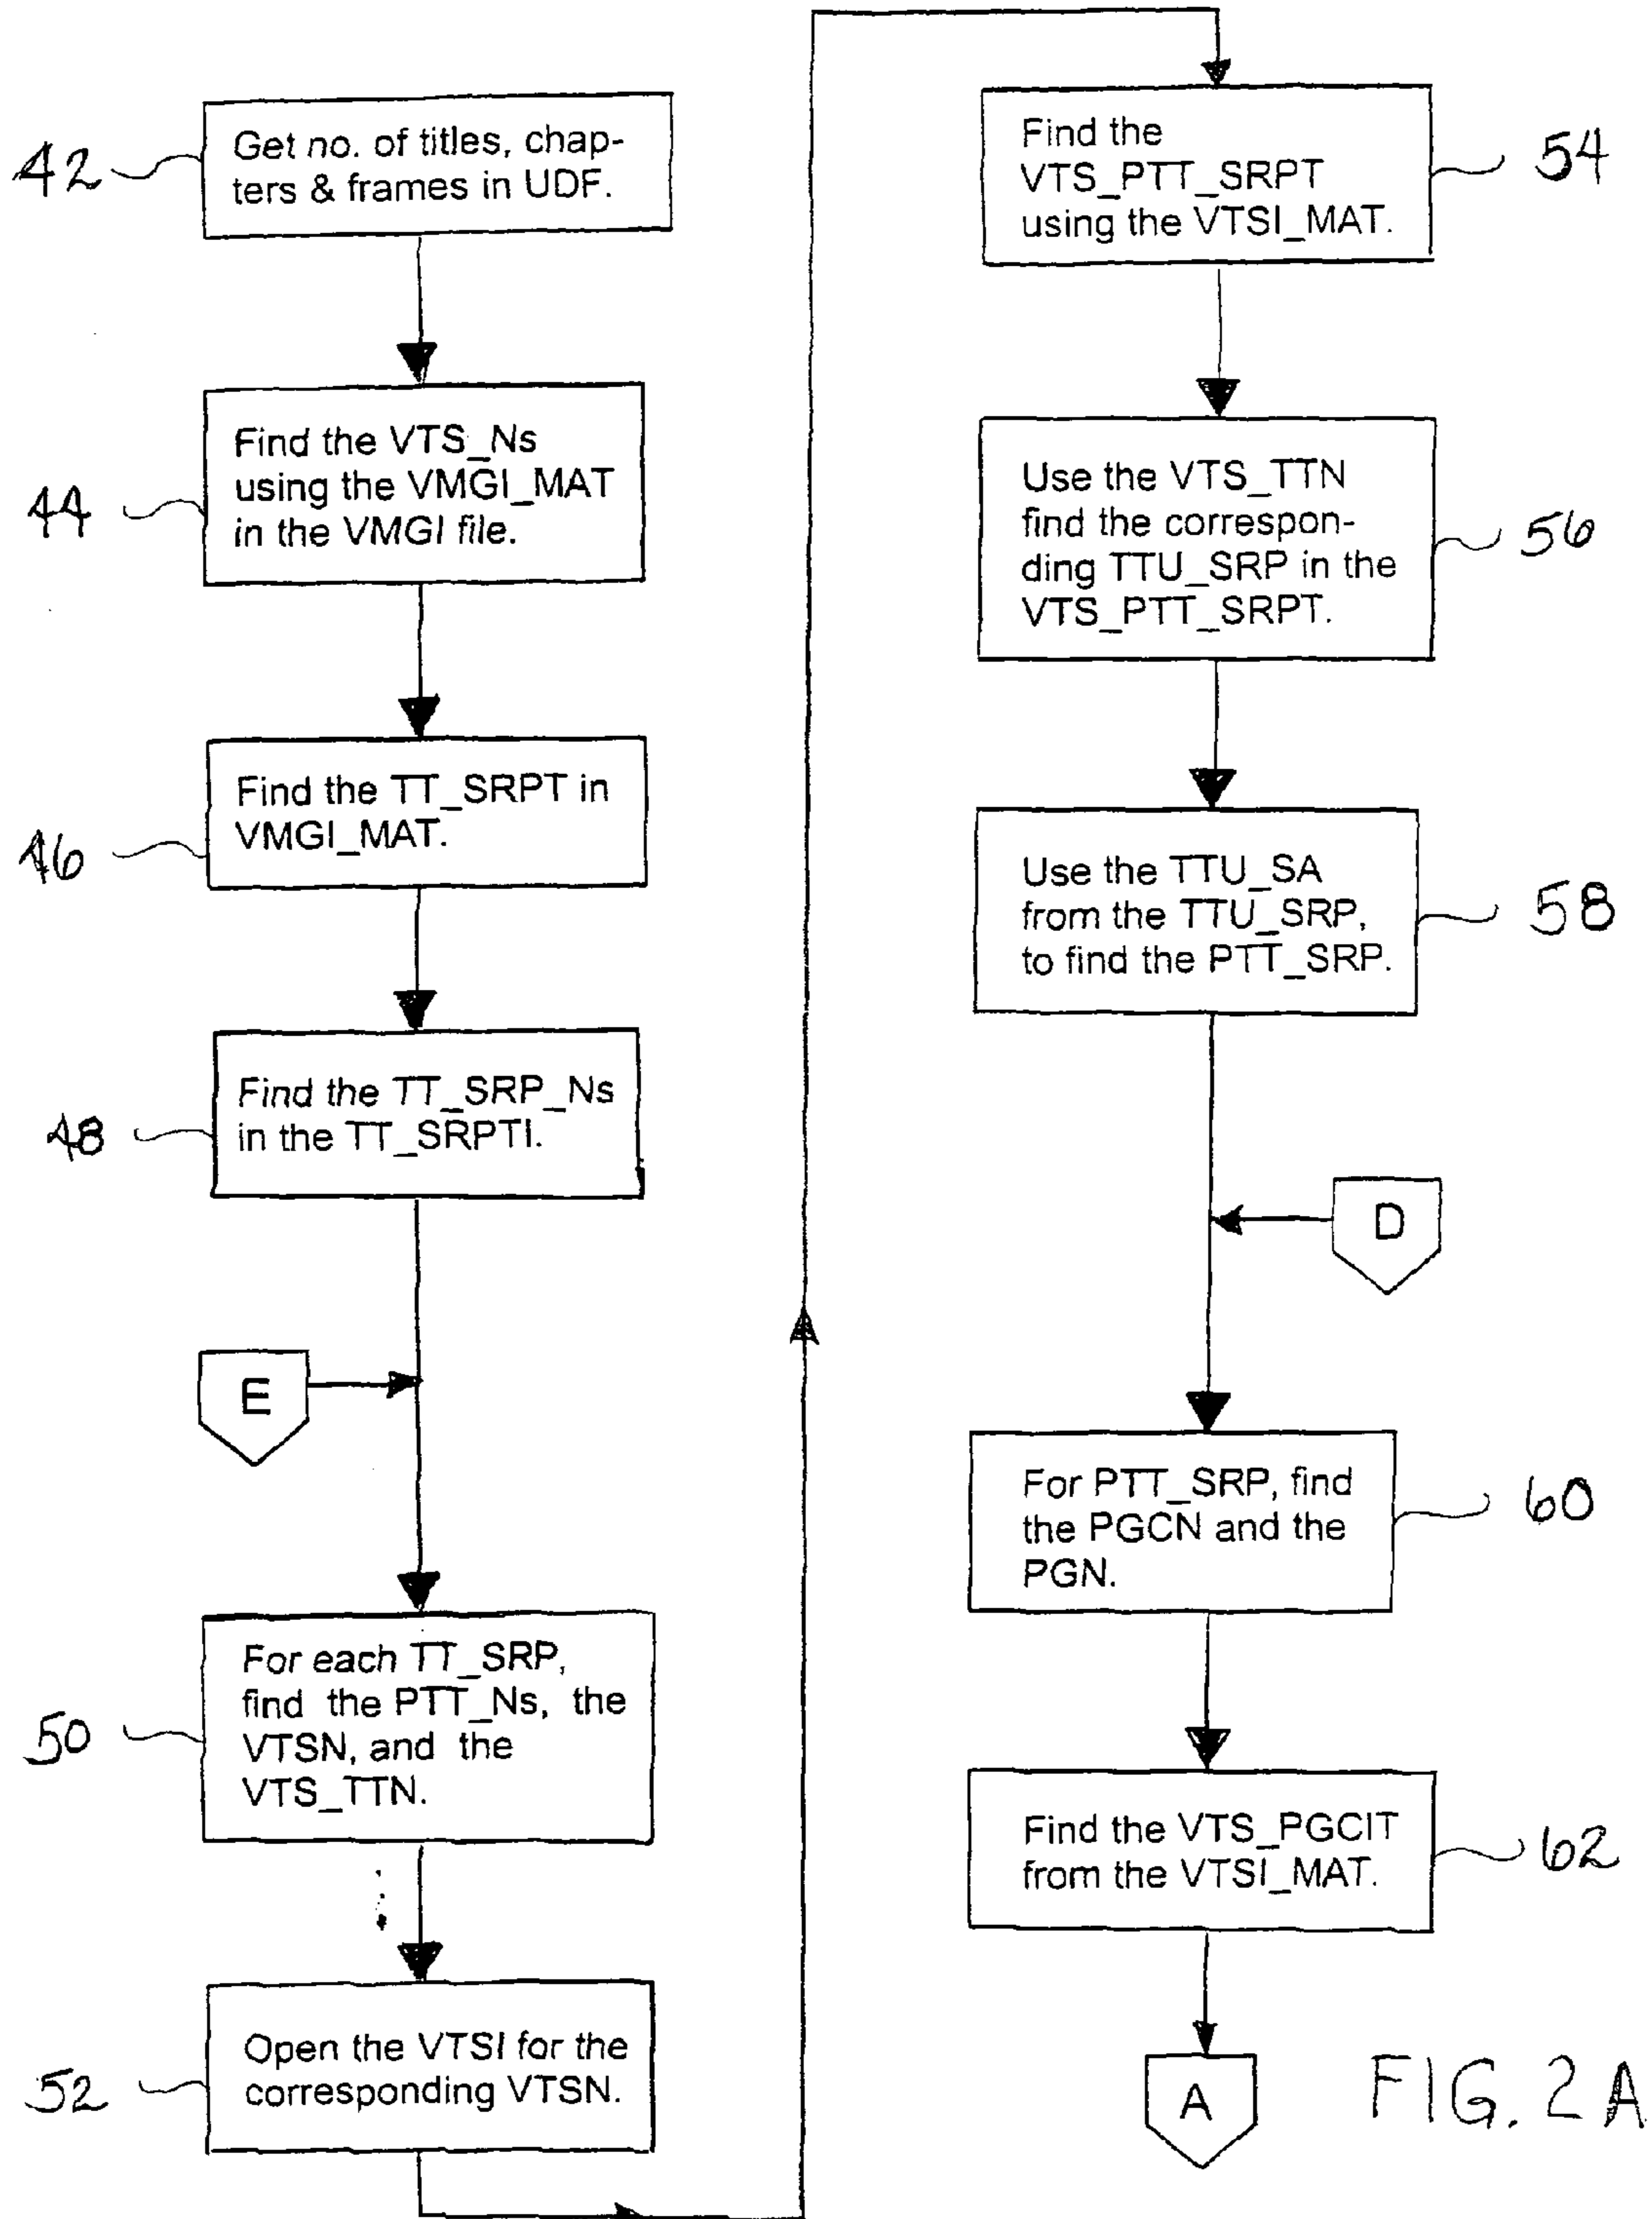 42
Get no. of titles, chap-
ters & frames in UDF.
44
Find the VTS_Ns
using the VMGI_MAT
in the VMGI file.
46
Find the TT_SRPT in
VMGI_MAT.
48
Find the TT_SRP_Ns
in the TT_SRPTI.
E
50
For each TT_SRP,
find the PTT_Ns, the
VTSN, and the
VTS_TTN.
52
Open the VTSI for the
corresponding VTSN.
54
Find the
VTS_PTT_SRPT
using the VTSI_MAT.
56
Use the VTS_TTN
find the correspon-
ding TTU_SRP in the
VTS_PTT_SRPT.
58
Use the TTU_SA
from the TTU_SRP,
to find the PTT_SRP.
D
60
For PTT_SRP, find
the PGCN and the
PGN.
62
Find the VTS_PGCIT
from the VTSI_MAT.
A
FIG. 2A